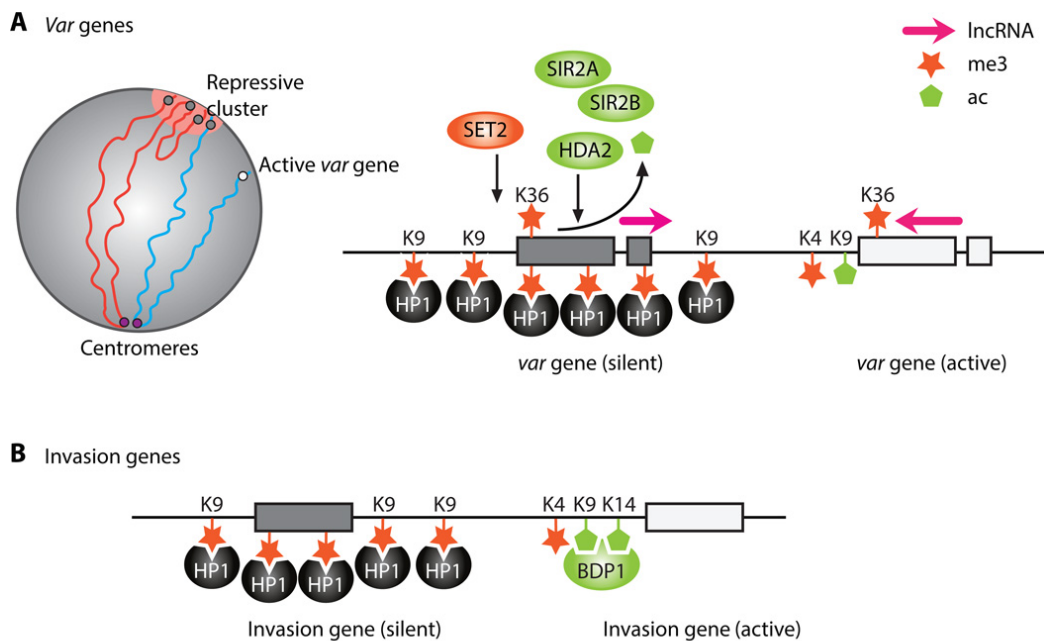 A Var genes
Repressive
cluster
Active var gene
Centromeres
SIR2A
SIR2B
SET2
HDA2
lncRNA
me3
ac
K36
K36
K9
K9
K9
K4
K9
HP1
HP1
HP1
HP1
HP1
HP1
var gene (silent)
var gene (active)
B Invasion genes
K9
K9
K9
K4
K9
K14
HP1
HP1
HP1
HP1
HP1
BDP1
Invasion gene (silent)
Invasion gene (active)